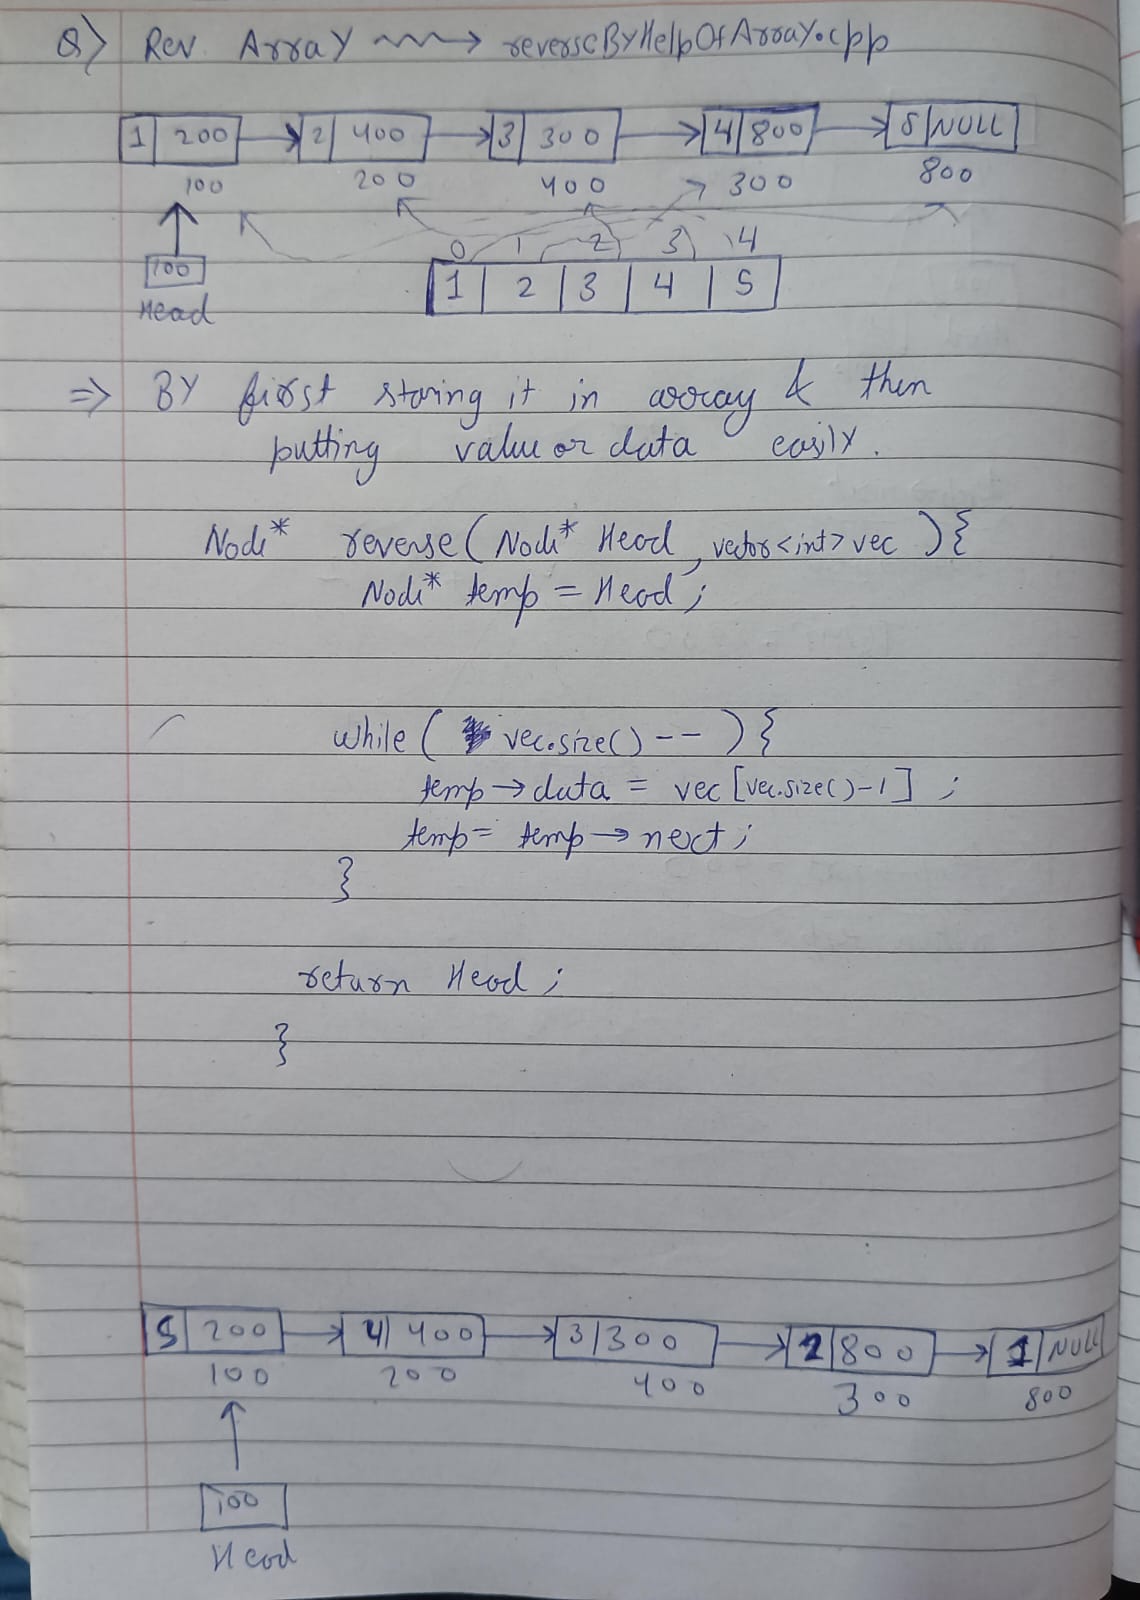 Q) Rev. Array → reverseByHelpOfArray.cpp
1 200 → 2 400 → 3 300 → 4 800 → 5 NULL
100 200 400 300 800
0 1 2 3 4
100
1 2 3 4 5
Head
⇒ BY first storing it in array & then
putting value or data easily.
Node* reverse(Node* Head, vector<int> vec){
Node* temp = Head;
while( vec.size()-- ){
temp→data = vec[vec.size()-1];
temp = temp→next;
}
return Head;
}
5 200 → 4 400 → 3 300 → 2 800 → 1 NULL
100 200 400 300 800
100
Head